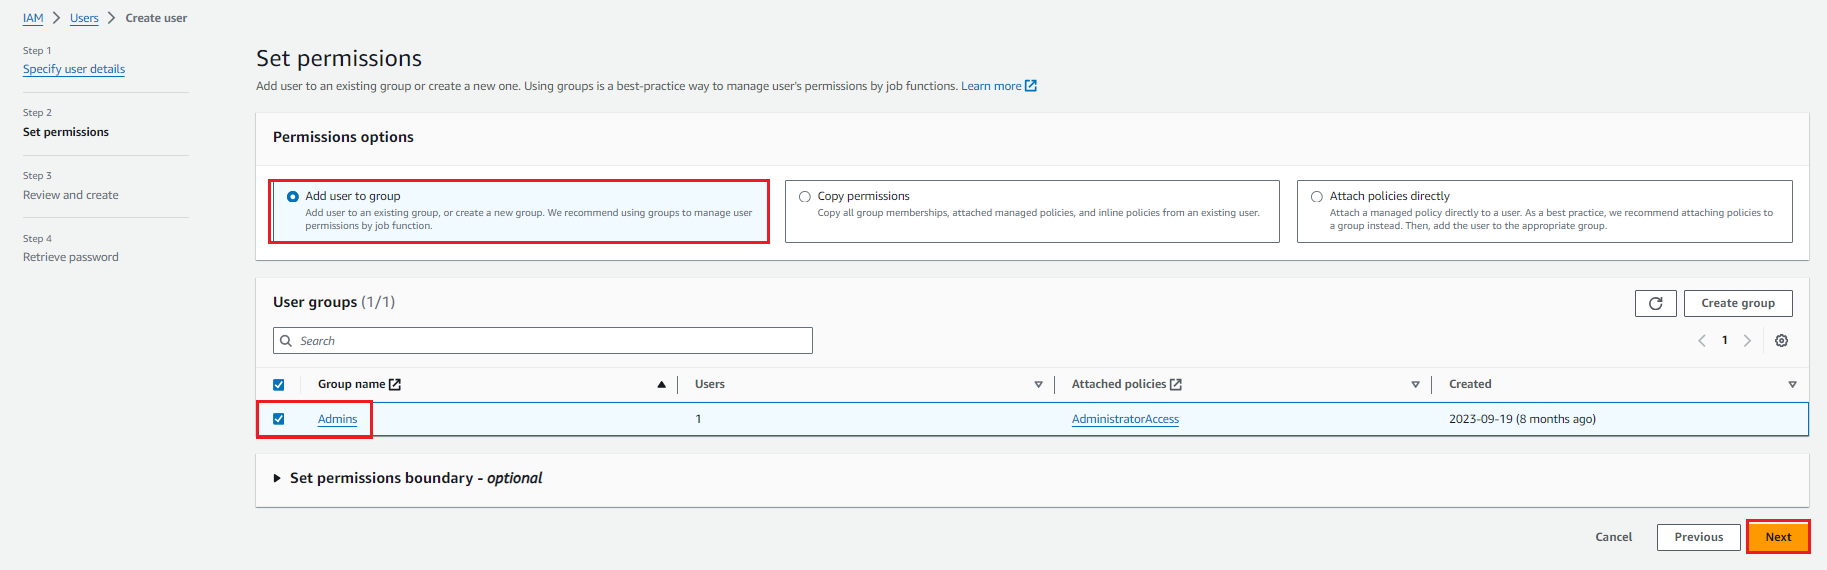 IAM > Users > Create user
Step 1
Specify user details
Step 2
Set permissions
Step 3
Review and create
Step 4
Retrieve password
Set permissions
Add user to an existing group or create a new one. Using groups is a best-practice way to manage user's permissions by job functions. Learn more
Permissions options
Add user to group
Add user to an existing group, or create a new group. We recommend using groups to manage user
permissions by job function.
Copy permissions
Copy all group memberships, attached managed policies, and inline policies from an existing user.
Attach policies directly
Attach a managed policy directly to a user. As a best practice, we recommend attaching policies to
a group instead. Then, add the user to the appropriate group.
User groups (1/1)
Create group
Search
1
Group name Users Attached policies Created
Admins 1 AdministratorAccess 2023-09-19 (8 months ago)
Set permissions boundary - optional
Cancel Previous Next